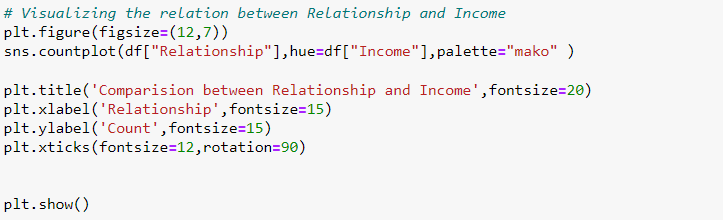 # Visualizing the relation between Relationship and Income
plt.figure(figsize=(12,7))
sns.countplot(df["Relationship"],hue=df["Income"],palette="mako" )
plt.title('Comparision between Relationship and Income',fontsize=20)
plt.xlabel('Relationship',fontsize=15)
plt.ylabel('Count',fontsize=15)
plt.xticks(fontsize=12,rotation=90)
plt.show()